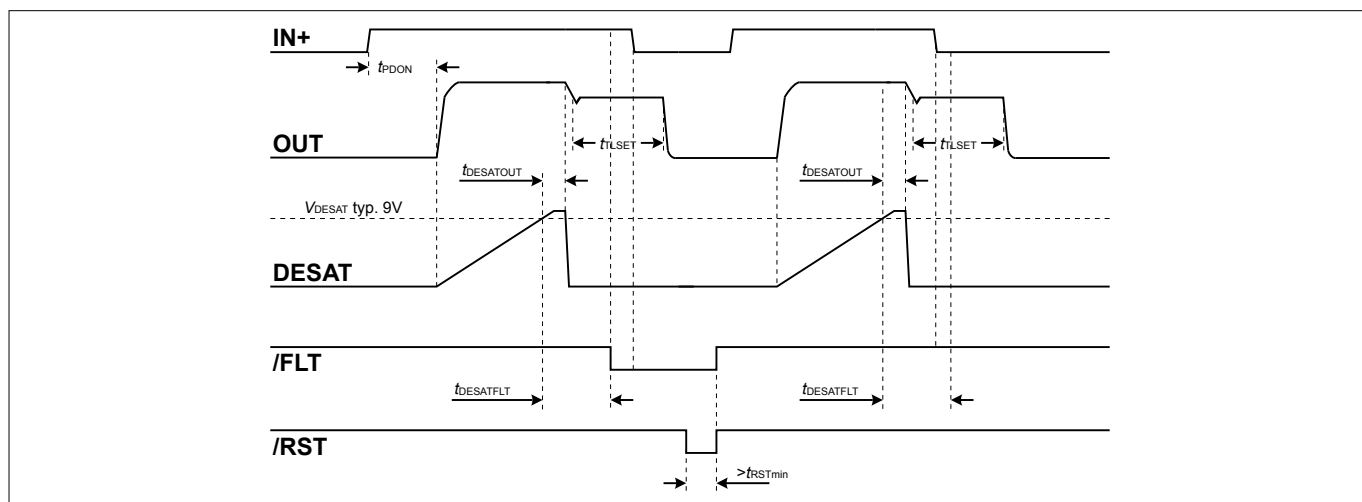 IN+
tPDON
OUT
tTLSET
tTLSET
tDESATOUT
tDESATOUT
VDESAT typ. 9V
DESAT
/FLT
tDESATFLT
tDESATFLT
/RST
>tRSTmin